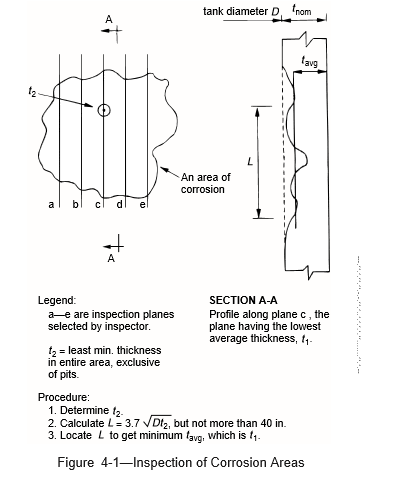 tank diameter D
t nom
A
t avg
t2
L
An area of
corrosion
a b c d e
A
Legend:
a—e are inspection planes
selected by inspector.
t2 = least min. thickness
in entire area, exclusive
of pits.
SECTION A-A
Profile along plane c , the
plane having the lowest
average thickness, t1.
Procedure:
1. Determine t2.
2. Calculate L = 3.7 √Dt2, but not more than 40 in.
3. Locate L to get minimum tavg, which is t1.
Figure 4-1—Inspection of Corrosion Areas